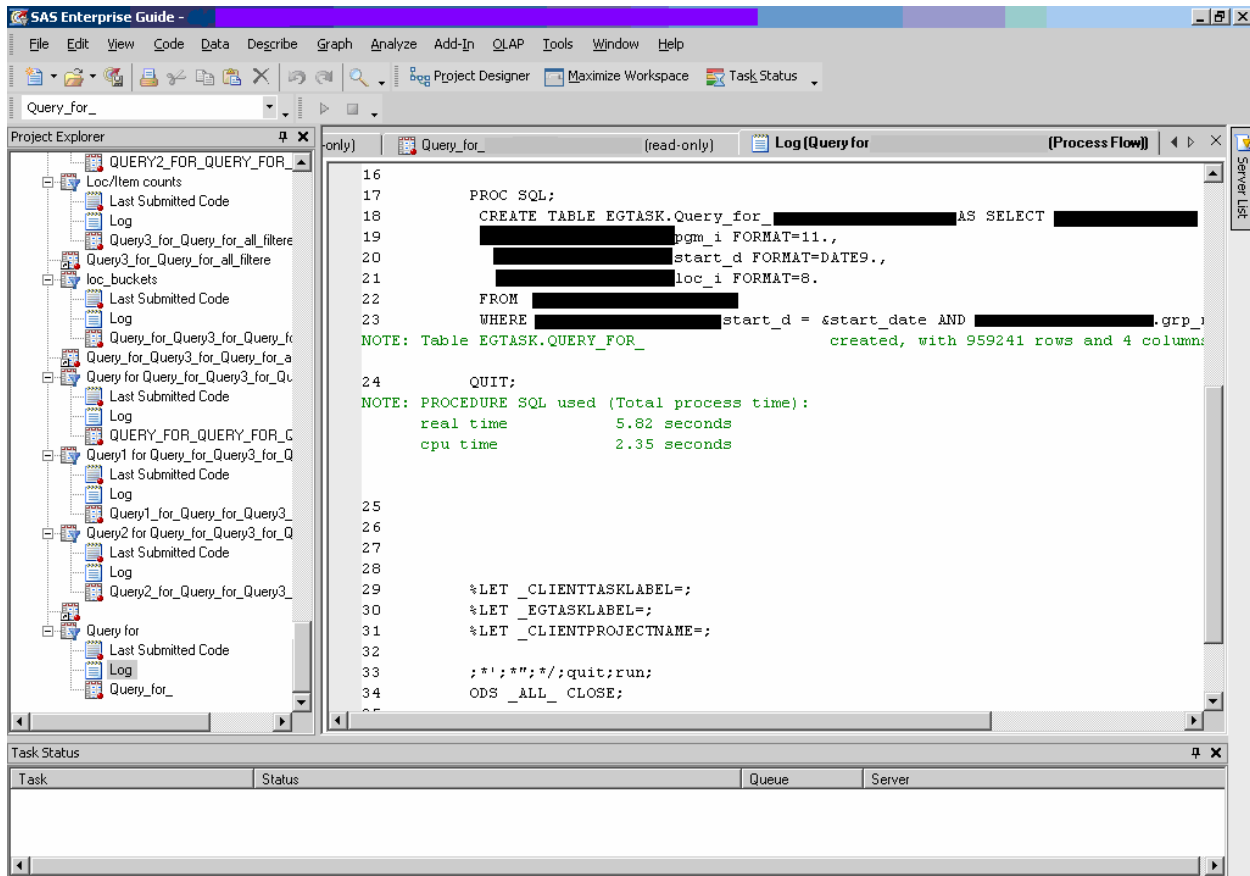 SAS Enterprise Guide -
File Edit View Code Data Describe Graph Analyze Add-In OLAP Tools Window Help
Project Designer Maximize Workspace Task Status
Query_for_
Project Explorer
QUERY2_FOR_QUERY_FOR_
Loc/Item counts
Last Submitted Code
Log
Query3_for_Query_for_all_filtere
Query3_for_Query_for_all_filtere
loc_buckets
Last Submitted Code
Log
Query_for_Query3_for_Query_fo
Query_for_Query3_for_Query_for_a
Query for Query_for_Query3_for_Qu
Last Submitted Code
Log
QUERY_FOR_QUERY_FOR_Q
Query1 for Query_for_Query3_for_Q
Last Submitted Code
Log
Query1_for_Query_for_Query3_
Query2 for Query_for_Query3_for_Q
Last Submitted Code
Log
Query2_for_Query_for_Query3_
Query for
Last Submitted Code
Log
Query_for_
-only) Query_for_ (read-only) Log (Query for (Process Flow))
16
17 PROC SQL;
18 CREATE TABLE EGTASK.Query_for_ AS SELECT
19 pgm_i FORMAT=11.,
20 start_d FORMAT=DATE9.,
21 loc_i FORMAT=8.
22 FROM
23 WHERE start_d = &start_date AND .grp_
NOTE: Table EGTASK.QUERY_FOR_ created, with 959241 rows and 4 columns
24 QUIT;
NOTE: PROCEDURE SQL used (Total process time):
real time 5.82 seconds
cpu time 2.35 seconds
25
26
27
28
29 %LET _CLIENTTASKLABEL=;
30 %LET _EGTASKLABEL=;
31 %LET _CLIENTPROJECTNAME=;
32
33 ;*';*";*/;quit;run;
34 ODS _ALL_ CLOSE;
Server List
Task Status
Task Status Queue Server